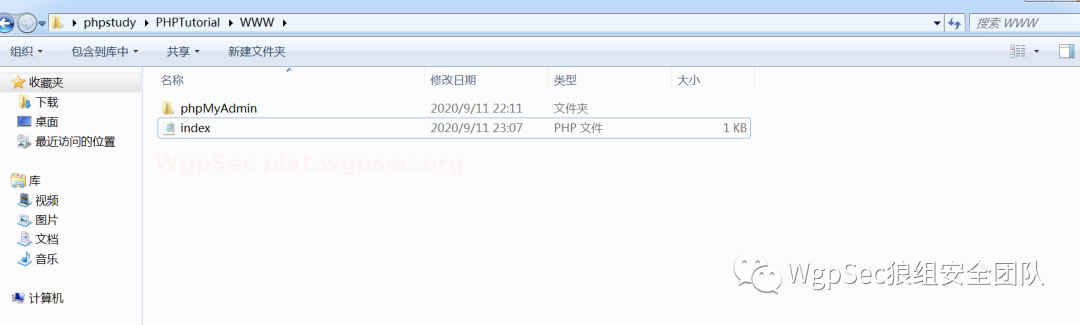 phpstudy ▸ PHPTutorial ▸ WWW ▸ 搜索 WWW
组织 包含到库中 共享 新建文件夹
收藏夹
下载
桌面
最近访问的位置
库
视频
图片
文档
音乐
计算机
名称 修改日期 类型 大小
phpMyAdmin 2020/9/11 22:11 文件夹
index 2020/9/11 23:07 PHP 文件 1 KB
WgpSec plat.wgpsec.org
WgpSec狼组安全团队